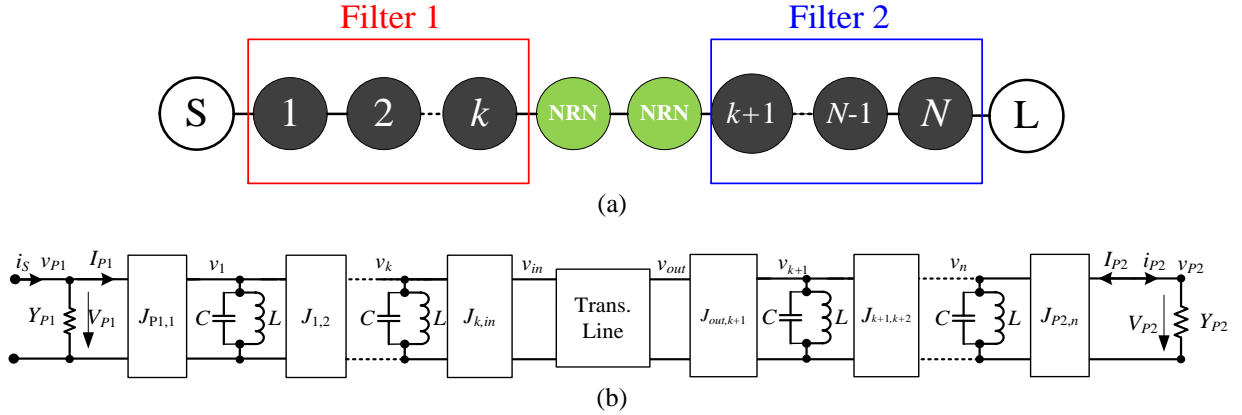 Filter 1 Filter 2
S 1 2 k NRN NRN k+1 N-1 N L
(a)
i_S v_P1 I_P1 v_1 v_k v_in v_out v_k+1 v_n I_P2 i_P2 v_P2
Y_P1 V_P1 J_P1,1 C L J_1,2 C L J_k,in Trans. Line J_out,k+1 C L J_k+1,k+2 C L J_P2,n V_P2 Y_P2
(b)